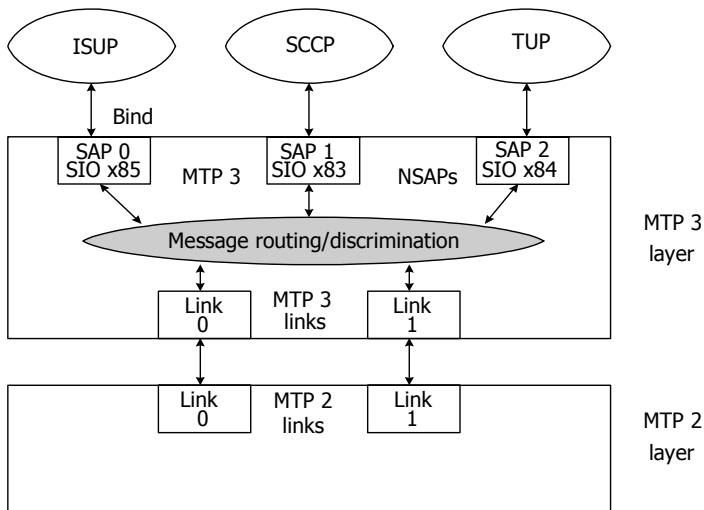 ISUP
SCCP
TUP
Bind
SAP 0
SIO x85
SAP 1
SIO x83
SAP 2
SIO x84
MTP 3
NSAPs
Message routing/discrimination
MTP 3
layer
Link
0
MTP 3
links
Link
1
Link
0
MTP 2
links
Link
1
MTP 2
layer